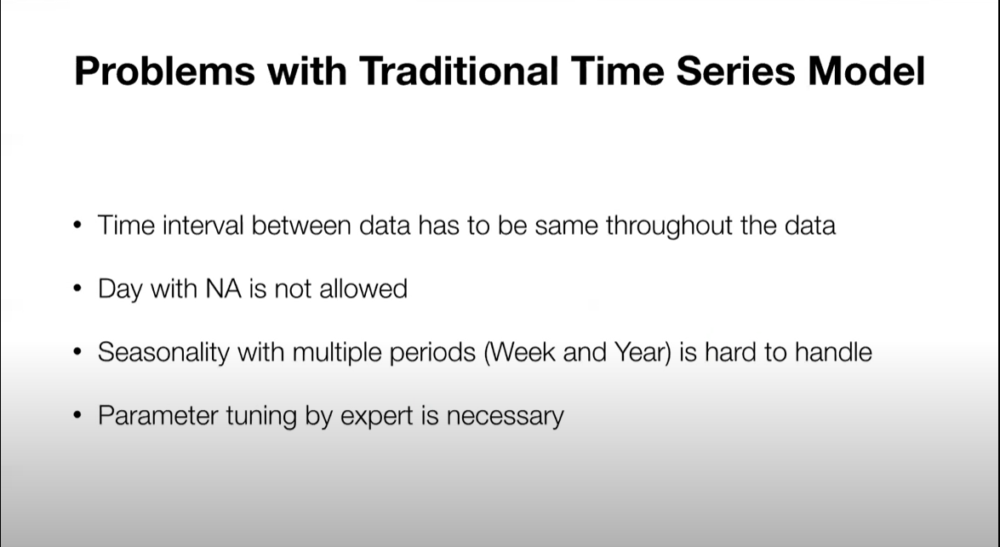 Problems with Traditional Time Series Model
• Time interval between data has to be same throughout the data
• Day with NA is not allowed
• Seasonality with multiple periods (Week and Year) is hard to handle
• Parameter tuning by expert is necessary